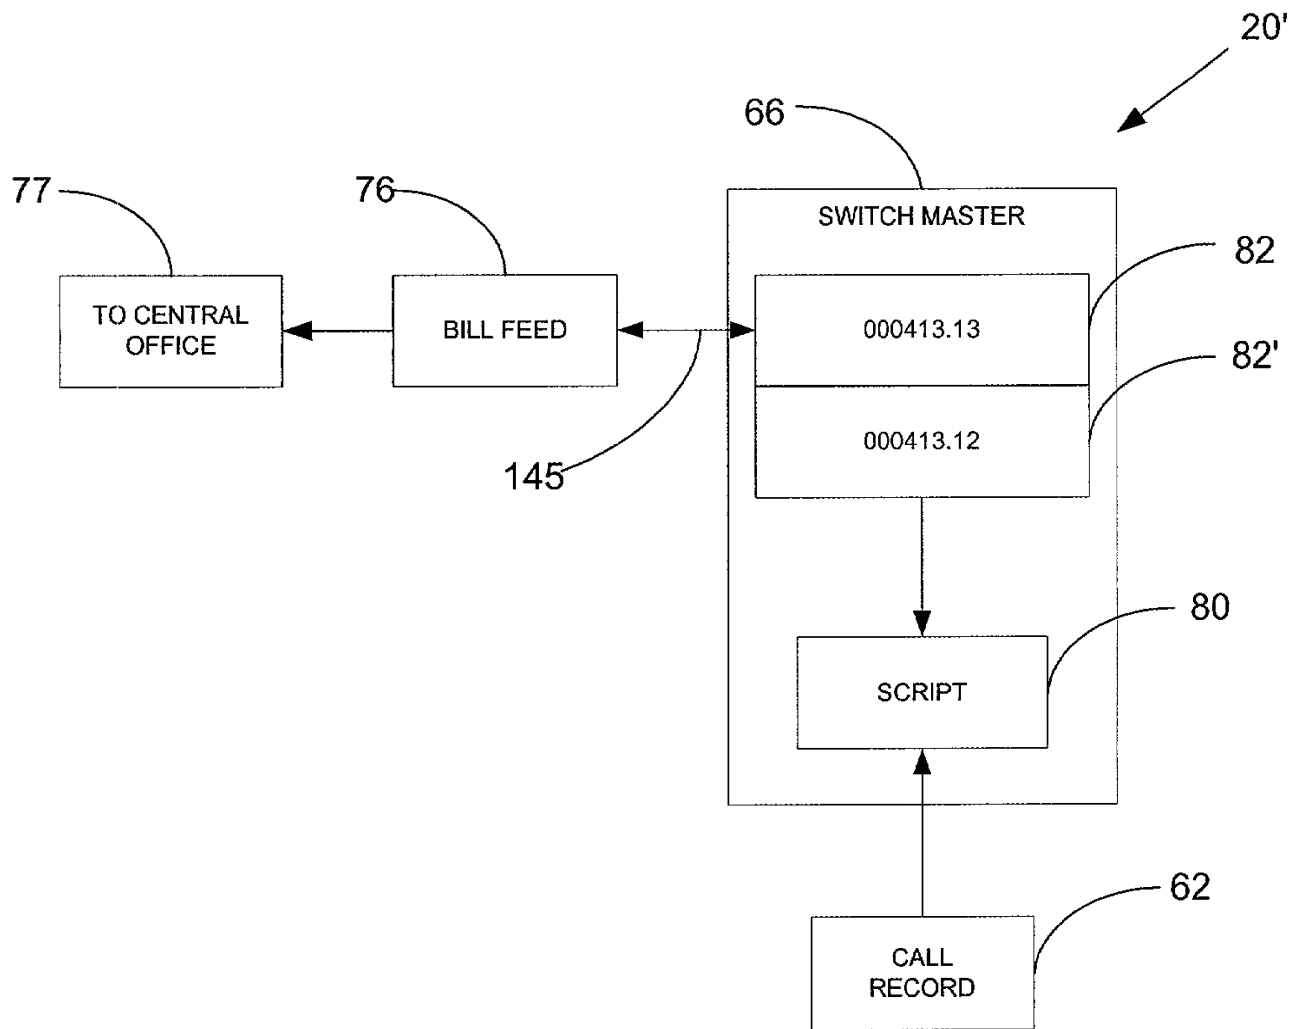 20'
66
77
76
SWITCH MASTER
82
TO CENTRAL
OFFICE
BILL FEED
000413.13
82'
000413.12
145
80
SCRIPT
62
CALL
RECORD